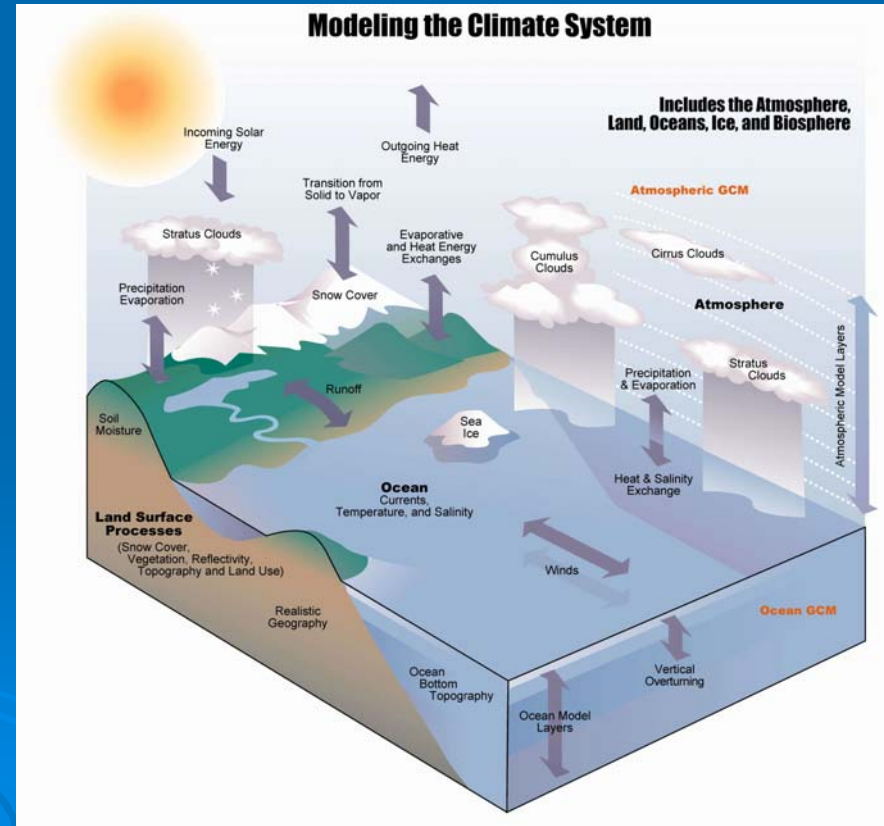 Modeling the Climate System
Includes the Atmosphere,
Land, Oceans, Ice, and Biosphere
Incoming Solar
Energy
Outgoing Heat
Energy
Transition from
Solid to Vapor
Atmospheric GCM
Stratus Clouds
Evaporative
and Heat Energy
Exchanges
Cumulus
Clouds
Cirrus Clouds
Precipitation
Evaporation
Snow Cover
Atmosphere
Atmospheric Model Layers
Stratus
Clouds
Precipitation
& Evaporation
Runoff
Soil
Moisture
Sea
Ice
Heat & Salinity
Exchange
Ocean
Currents,
Temperature, and Salinity
Land Surface
Processes
(Snow Cover,
Vegetation, Reflectivity,
Topography and Land Use)
Winds
Realistic
Geography
Ocean GCM
Ocean
Bottom
Topography
Vertical
Overturning
Ocean Model
Layers